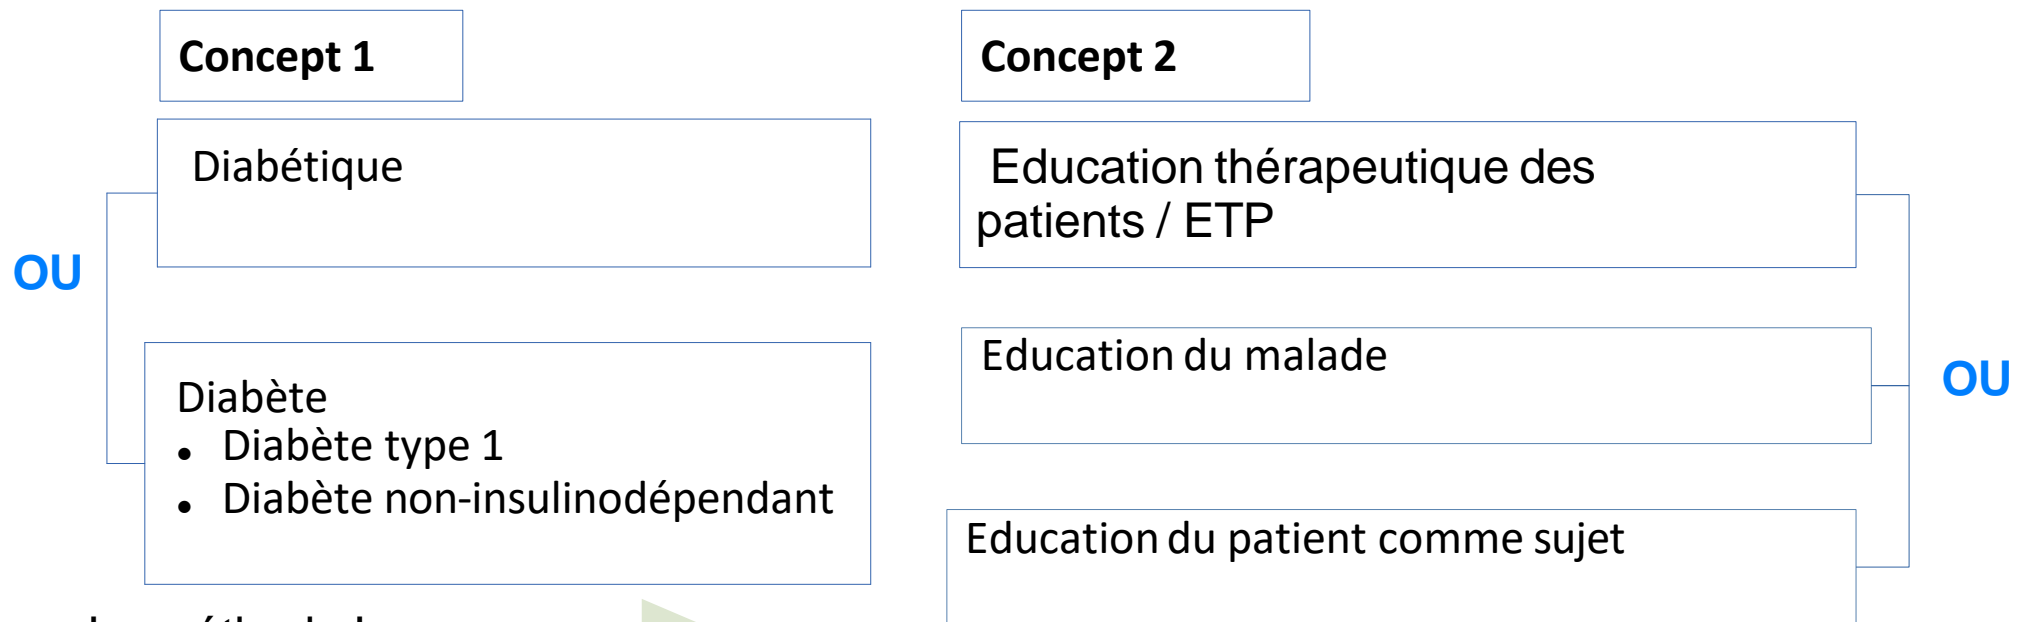 Concept 1
Diabétique
OU
Diabète
• Diabète type 1
• Diabète non-insulinodépendant
Concept 2
Education thérapeutique des
patients / ETP
Education du malade
OU
Education du patient comme sujet